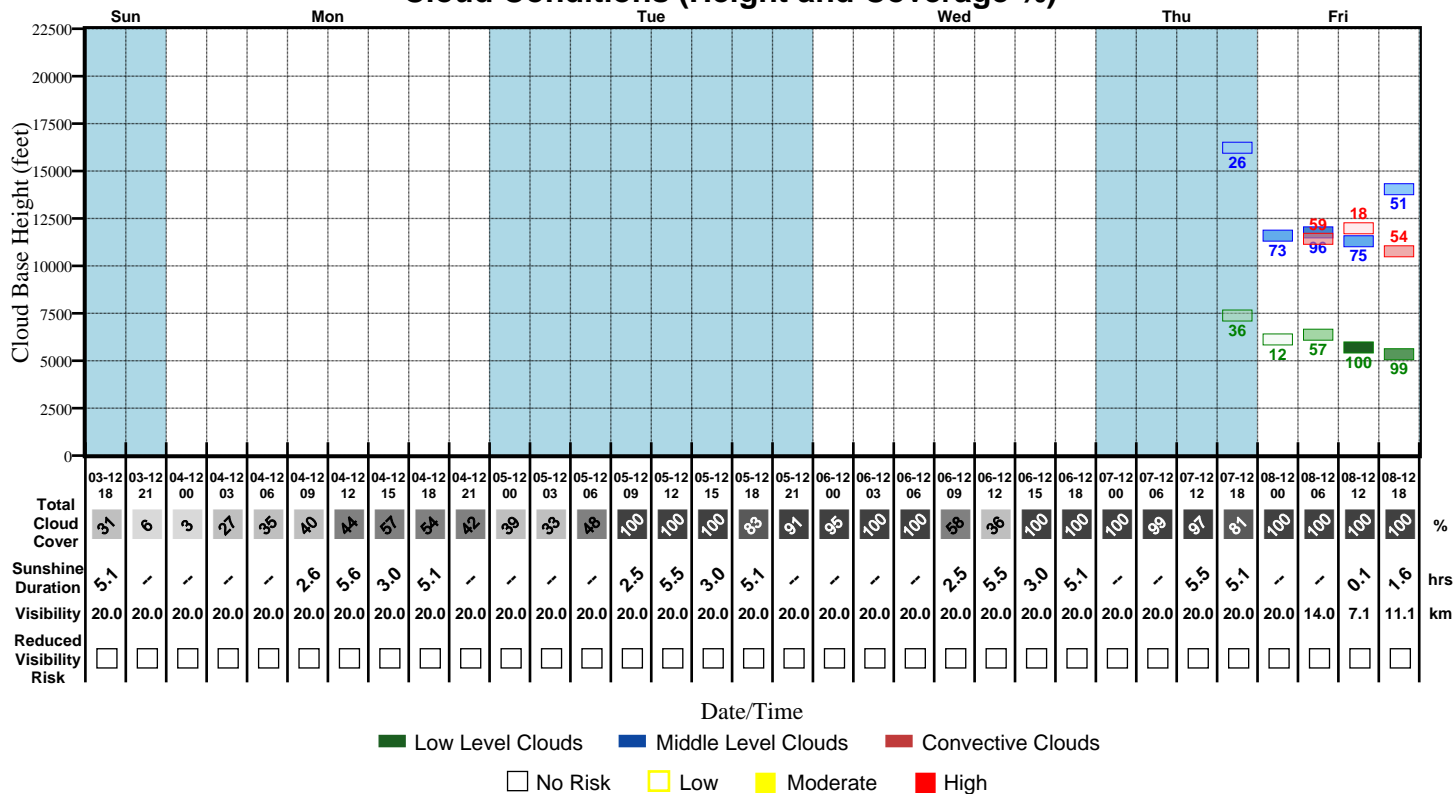 Cloud Conditions (Height and Coverage %)
Sun Mon Tue Wed Thu Fri
Cloud Base Height (feet)
22500
20000
17500
15000
12500
10000
7500
5000
2500
0
26
36
73
12
59
96
57
18
75
100
51
54
99
03-12 03-12 04-12 04-12 04-12 04-12 04-12 04-12 04-12 04-12 05-12 05-12 05-12 05-12 05-12 05-12 05-12 05-12 06-12 06-12 06-12 06-12 06-12 06-12 06-12 07-12 07-12 07-12 07-12 08-12 08-12 08-12 08-12
18 21 00 03 06 09 12 15 18 21 00 03 06 09 12 15 18 21 00 03 06 09 12 15 18 00 06 12 18 00 06 12 18
Total
Cloud
Cover
31 6 3 27 35 40 44 57 54 42 39 33 48 100 100 100 83 91 95 100 100 58 36 100 100 100 99 97 81 100 100 100 100 %
Sunshine
Duration
5.1 -- -- -- -- 2.6 5.6 3.0 5.1 -- -- -- -- 2.5 5.5 3.0 5.1 -- -- -- -- 2.5 5.5 3.0 5.1 -- -- 5.5 5.1 -- -- 0.1 1.6 hrs
Visibility 20.0 20.0 20.0 20.0 20.0 20.0 20.0 20.0 20.0 20.0 20.0 20.0 20.0 20.0 20.0 20.0 20.0 20.0 20.0 20.0 20.0 20.0 20.0 20.0 20.0 20.0 20.0 20.0 20.0 20.0 14.0 7.1 11.1 km
Reduced
Visibility
Risk
Date/Time
Low Level Clouds Middle Level Clouds Convective Clouds
No Risk Low Moderate High